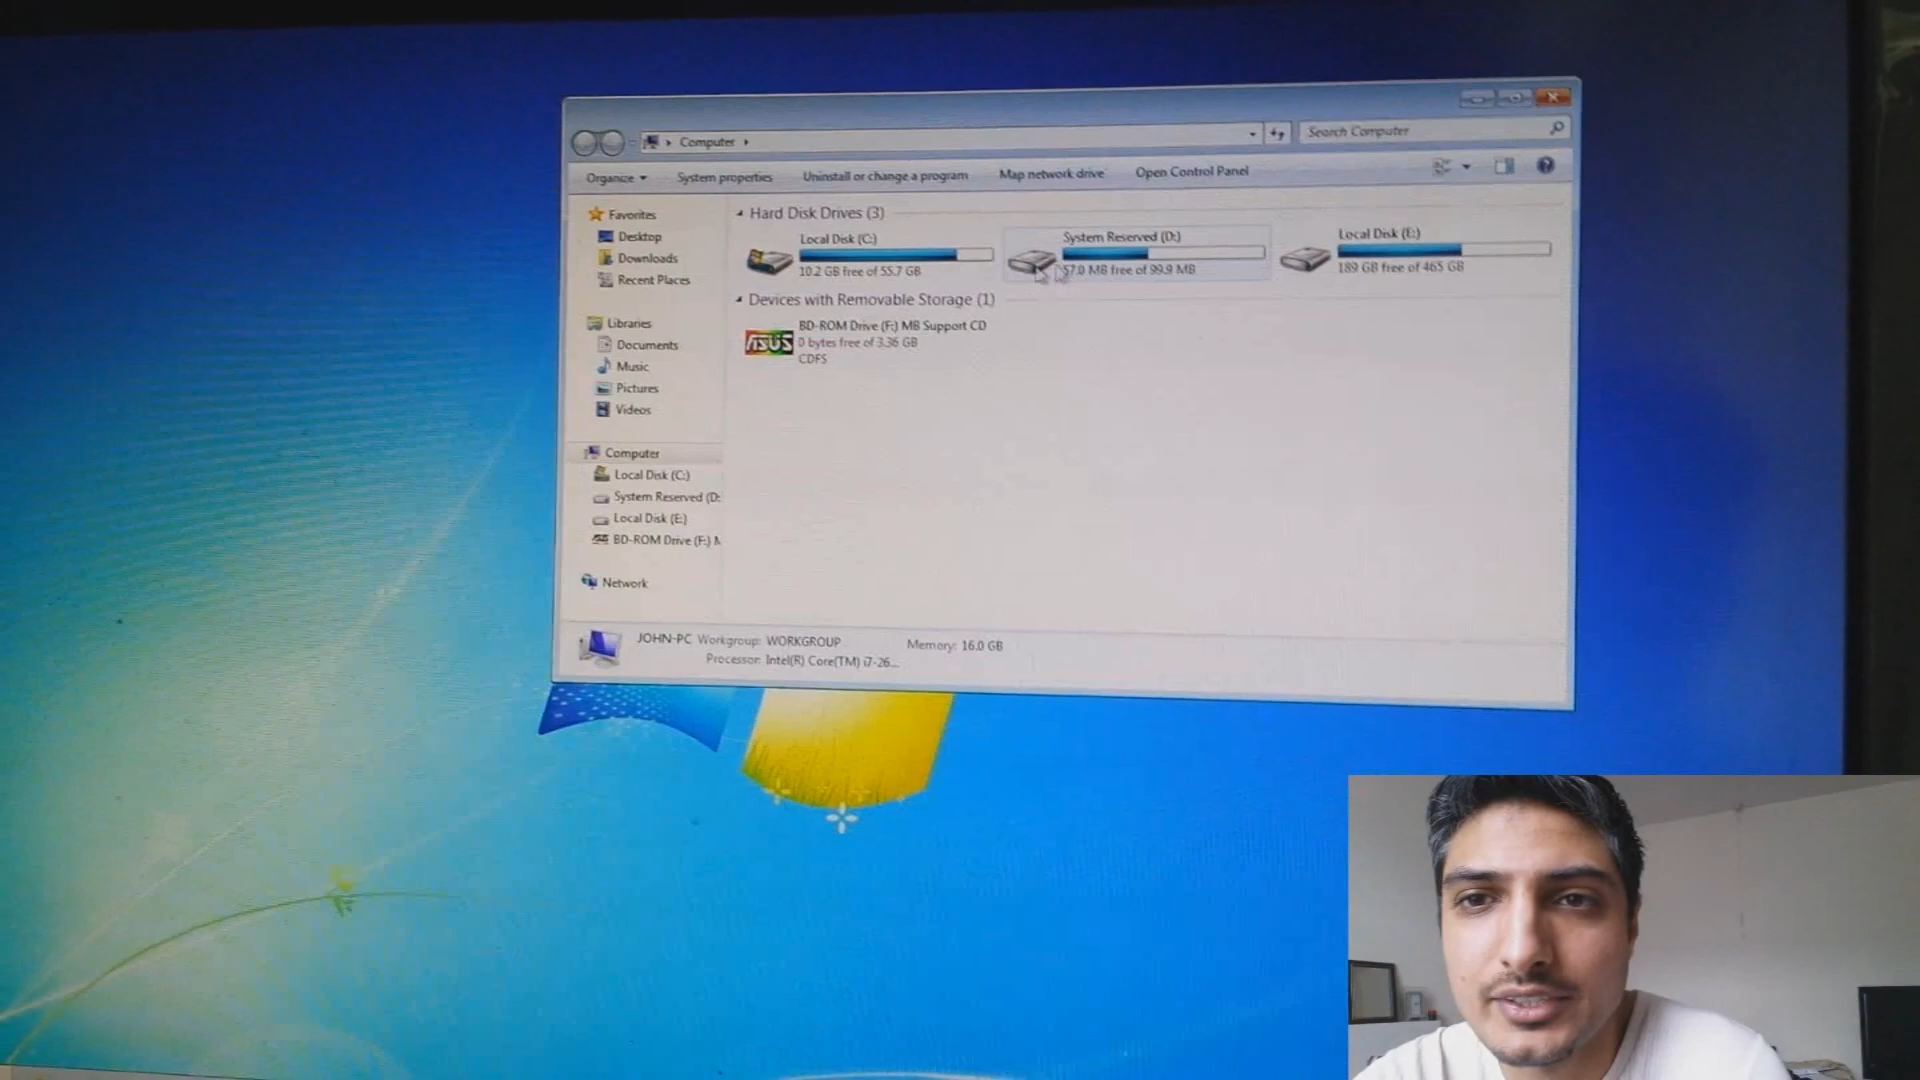 Computer
Search Computer
Organize
System properties
Uninstall or change a program
Map network drive
Open Control Panel
Favorites
Desktop
Downloads
Recent Places
Libraries
Documents
Music
Pictures
Videos
Computer
Local Disk (C:)
System Reserved (D:
Local Disk (E:)
BD-ROM Drive (F:) M
Network
Hard Disk Drives (3)
Local Disk (C:)
10.2 GB free of 55.7 GB
System Reserved (D:)
57.0 MB free of 99.9 MB
Local Disk (E:)
189 GB free of 465 GB
Devices with Removable Storage (1)
ASUS
BD-ROM Drive (F:) MB Support CD
0 bytes free of 3.36 GB
CDFS
JOHN-PC Workgroup: WORKGROUP
Memory: 16.0 GB
Processor: Intel(R) Core(TM) i7-26...